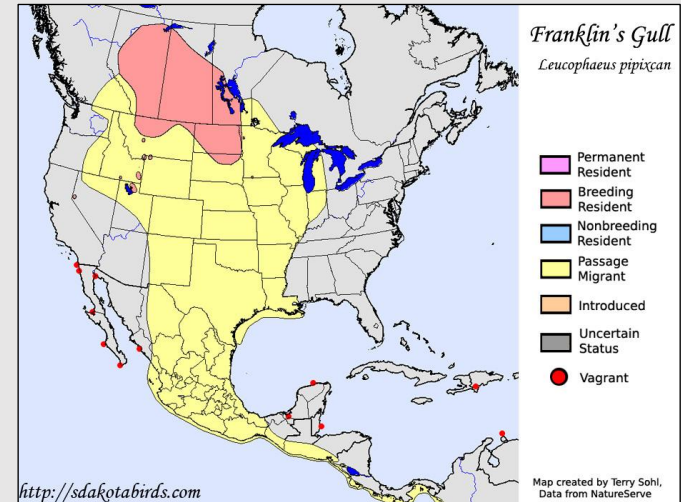 Franklin's Gull
Leucophaeus pipixcan
Permanent
Resident
Breeding
Resident
Nonbreeding
Resident
Passage
Migrant
Introduced
Uncertain
Status
Vagrant
Map created by Terry Sohl,
Data from NatureServe
http://sdakotabirds.com